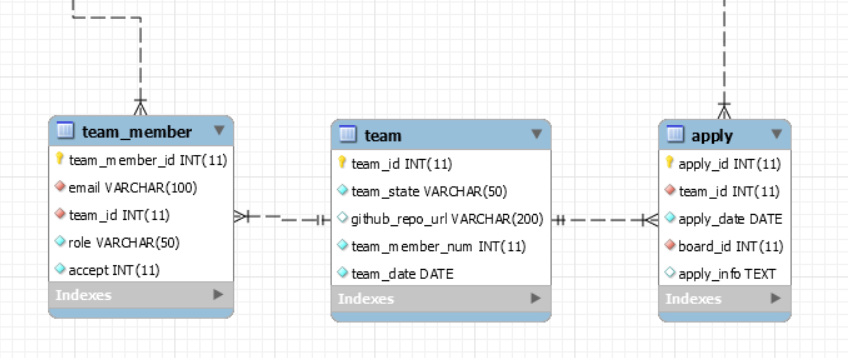 team_member
team_member_id INT(11)
email VARCHAR(100)
team_id INT(11)
role VARCHAR(50)
accept INT(11)
Indexes
team
team_id INT(11)
team_state VARCHAR(50)
github_repo_url VARCHAR(200)
team_member_num INT(11)
team_date DATE
Indexes
apply
apply_id INT(11)
team_id INT(11)
apply_date DATE
board_id INT(11)
apply_info TEXT
Indexes